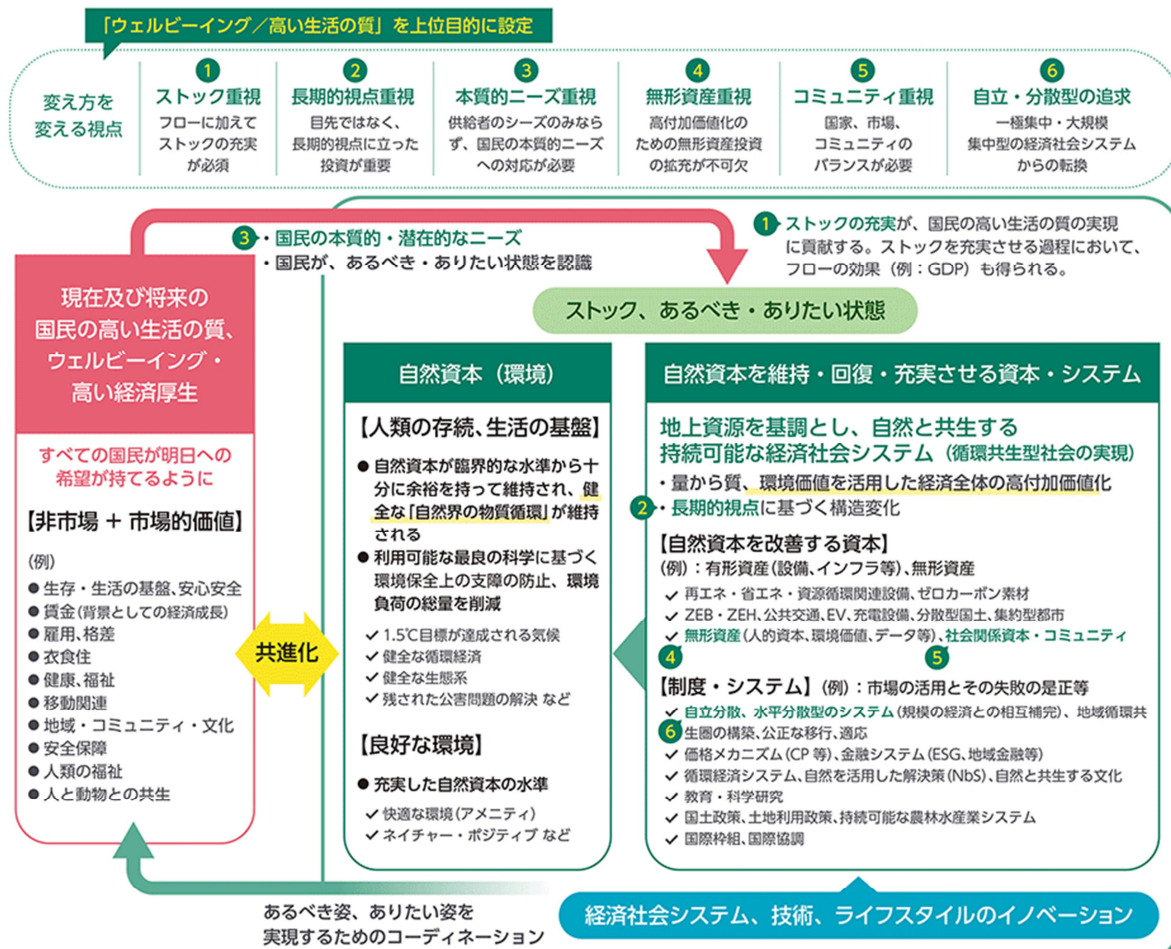 「ウェルビーイング／高い生活の質」を上位目的に設定
変え方を
変える視点
1
ストック重視
フローに加えて
ストックの充実
が必須
2
長期的視点重視
目先ではなく、
長期的視点に立った
投資が重要
3
本質的ニーズ重視
供給者のシーズのみなら
ず、国民の本質的ニーズ
への対応が必要
4
無形資産重視
高付加価値化の
ための無形資産投資
の拡充が不可欠
5
コミュニティ重視
国家、市場、
コミュニティの
バランスが必要
6
自立・分散型の追求
一極集中・大規模
集中型の経済社会システム
からの転換
3 ・国民の本質的・潜在的なニーズ
・国民が、あるべき・ありたい状態を認識
1 ストックの充実が、国民の高い生活の質の実現
に貢献する。ストックを充実させる過程において、
フローの効果（例：GDP）も得られる。
ストック、あるべき・ありたい状態
現在及び将来の
国民の高い生活の質、
ウェルビーイング・
高い経済厚生
すべての国民が明日への
希望が持てるように
【非市場 + 市場的価値】
(例)
● 生存・生活の基盤、安心安全
● 賃金（背景としての経済成長）
● 雇用、格差
● 衣食住
● 健康、福祉
● 移動関連
● 地域・コミュニティ・文化
● 安全保障
● 人類の福祉
● 人と動物との共生
共進化
自然資本（環境）
【人類の存続、生活の基盤】
● 自然資本が臨界的な水準から十
分に余裕を持って維持され、健
全な「自然界の物質循環」が維持
される
● 利用可能な最良の科学に基づく
環境保全上の支障の防止、環境
負荷の総量を削減
✓ 1.5℃目標が達成される気候
✓ 健全な循環経済
✓ 健全な生態系
✓ 残された公害問題の解決 など
【良好な環境】
● 充実した自然資本の水準
✓ 快適な環境（アメニティ）
✓ ネイチャー・ポジティブ など
自然資本を維持・回復・充実させる資本・システム
地上資源を基調とし、自然と共生する
持続可能な経済社会システム（循環共生型社会の実現）
・量から質、環境価値を活用した経済全体の高付加価値化
2 ・長期的視点に基づく構造変化
【自然資本を改善する資本】
(例)：有形資産（設備、インフラ等）、無形資産
✓ 再エネ・省エネ・資源循環関連設備、ゼロカーボン素材
✓ ZEB・ZEH、公共交通、EV、充電設備、分散型国土、集約型都市
✓ 無形資産（人的資本、環境価値、データ等）、社会関係資本・コミュニティ
4 5
【制度・システム】（例）：市場の活用とその失敗の是正等
✓ 自立分散、水平分散型のシステム（規模の経済との相互補完）、地域循環共
6 生圏の構築、公正な移行、適応
✓ 価格メカニズム（CP 等）、金融システム（ESG、地域金融等）
✓ 循環経済システム、自然を活用した解決策（NbS）、自然と共生する文化
✓ 教育・科学研究
✓ 国土政策、土地利用政策、持続可能な農林水産業システム
✓ 国際枠組、国際協調
あるべき姿、ありたい姿を
実現するためのコーディネーション
経済社会システム、技術、ライフスタイルのイノベーション